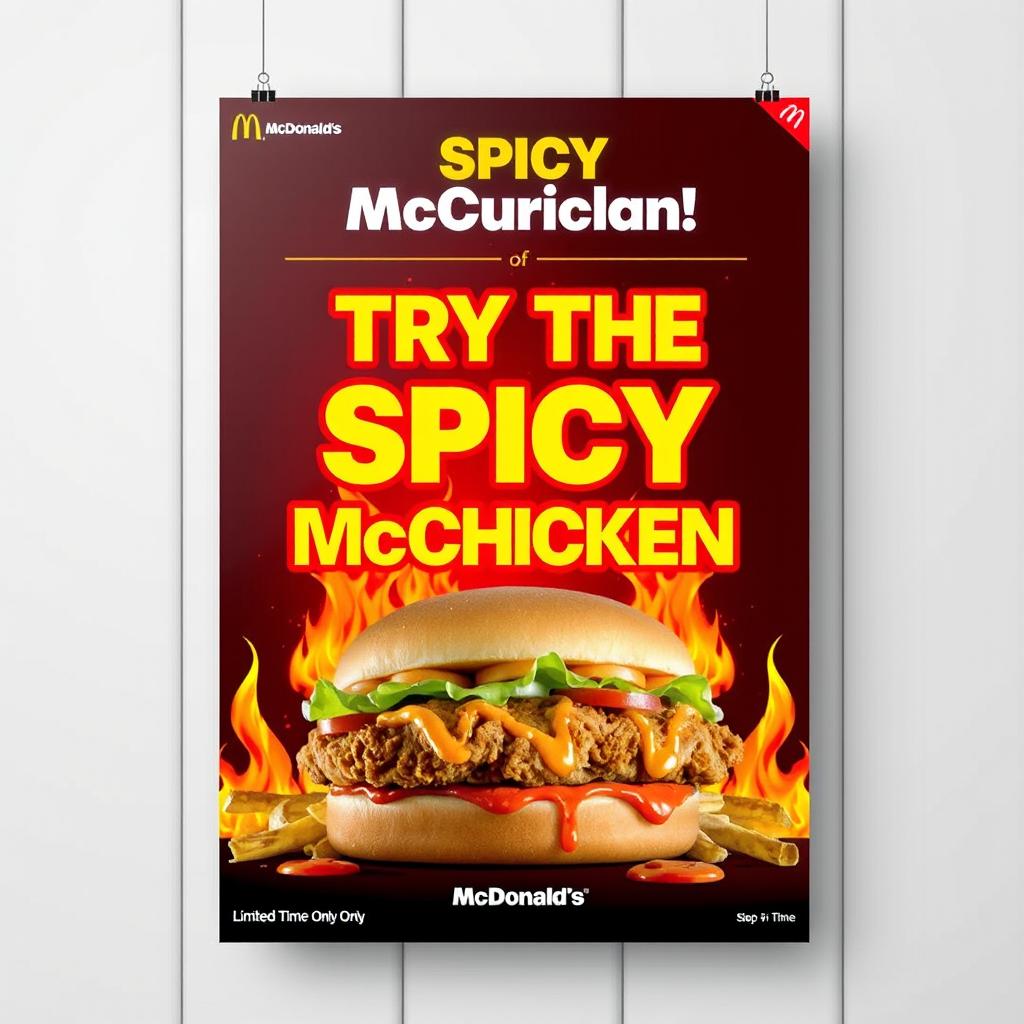 McDonald's
SPICY
McCuriclan!
of
TRY THE
SPICY
McCHICKEN
McDonald's
Limited Time Only Only